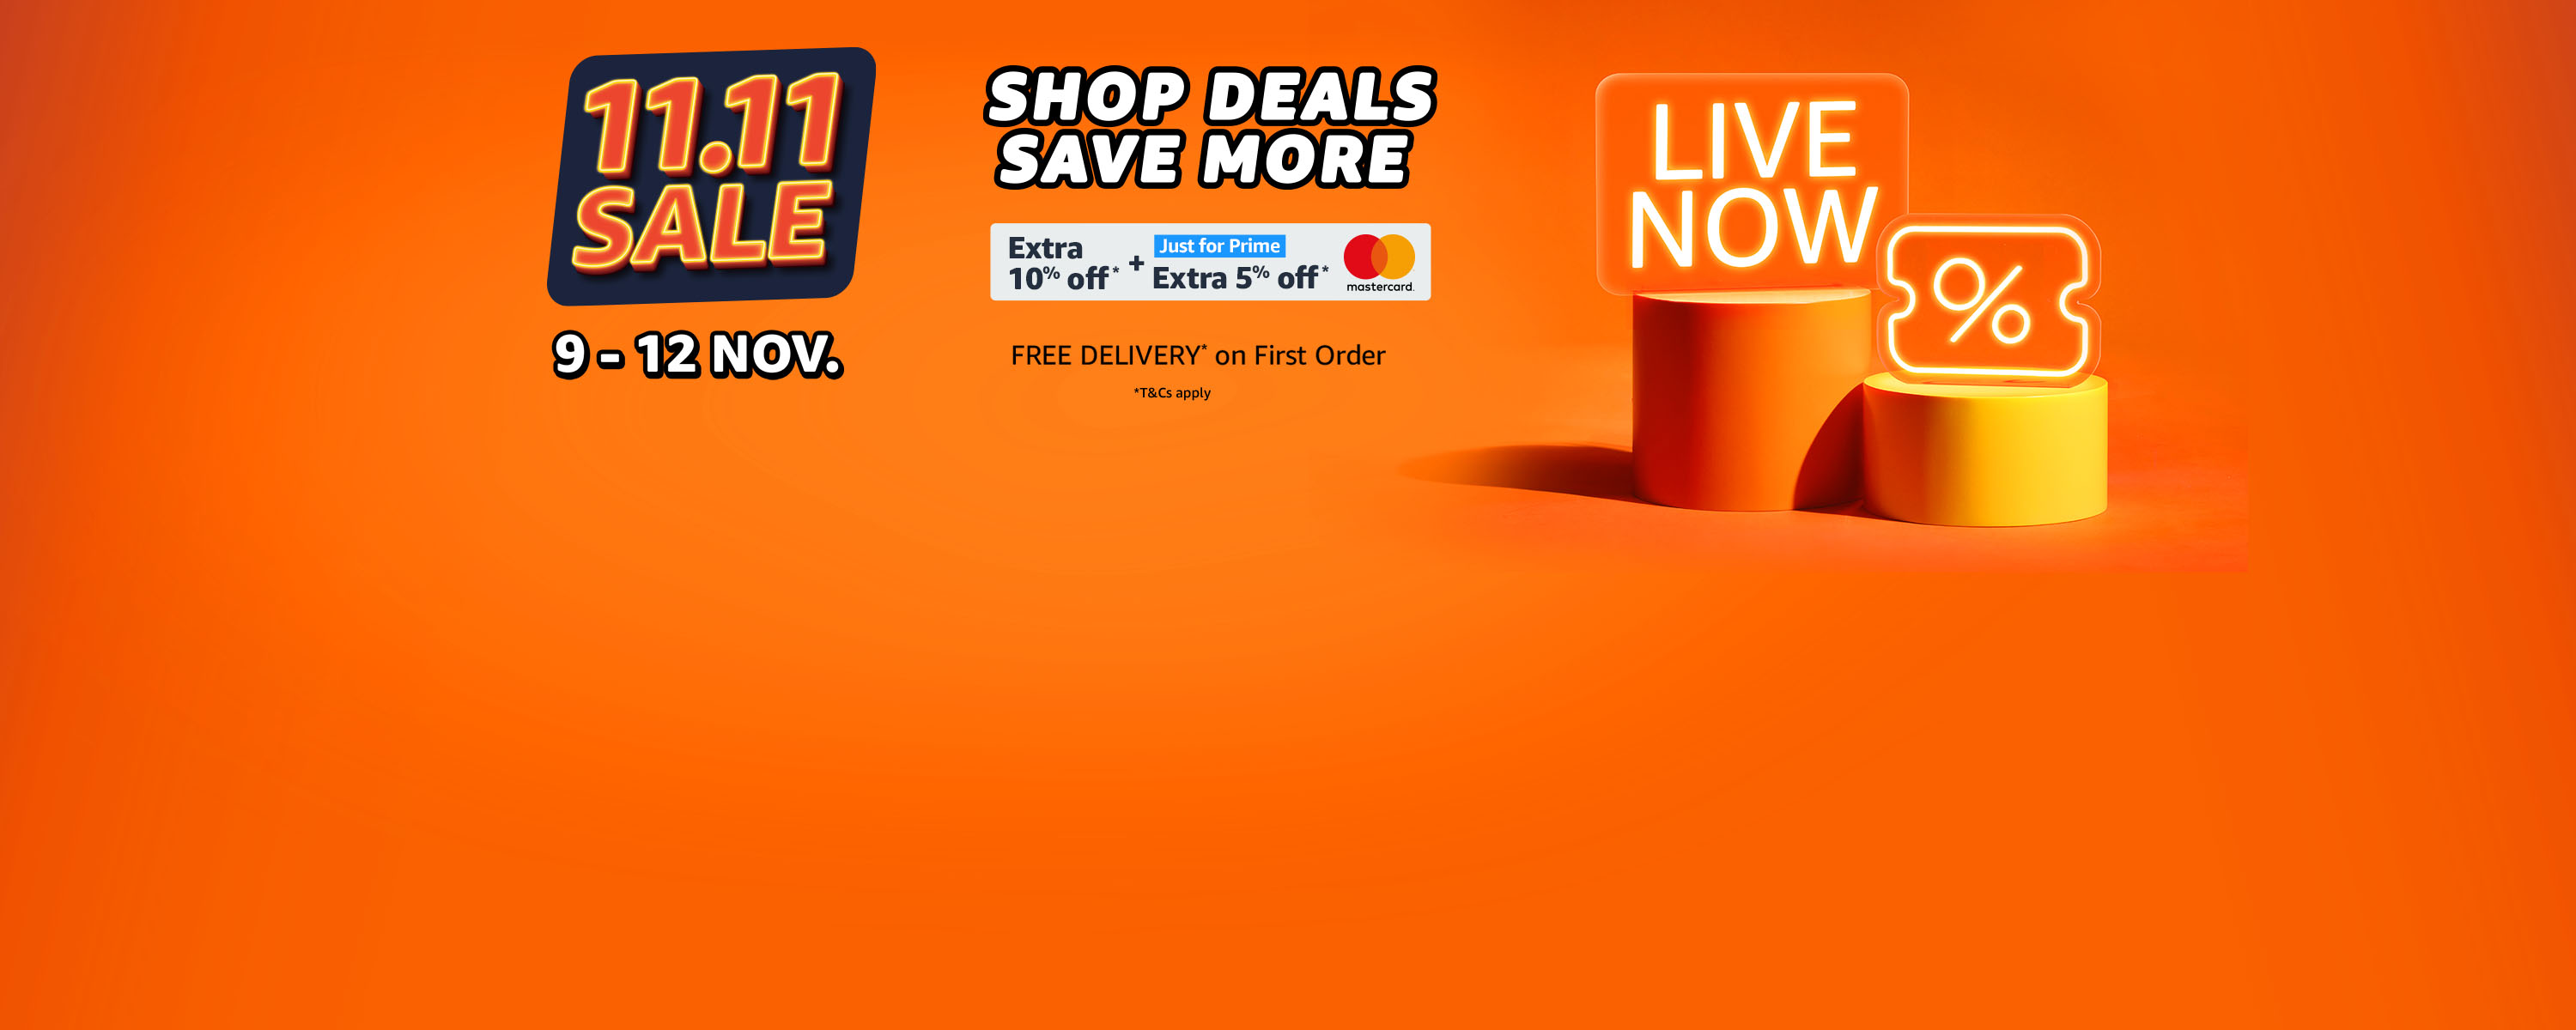 11.11
SALE
9 - 12 NOV.
SHOP DEALS
SAVE MORE
Extra
10% off*
+
Just for Prime
Extra 5% off*
mastercard.
FREE DELIVERY* on First Order
*T&Cs apply
LIVE
NOW
%